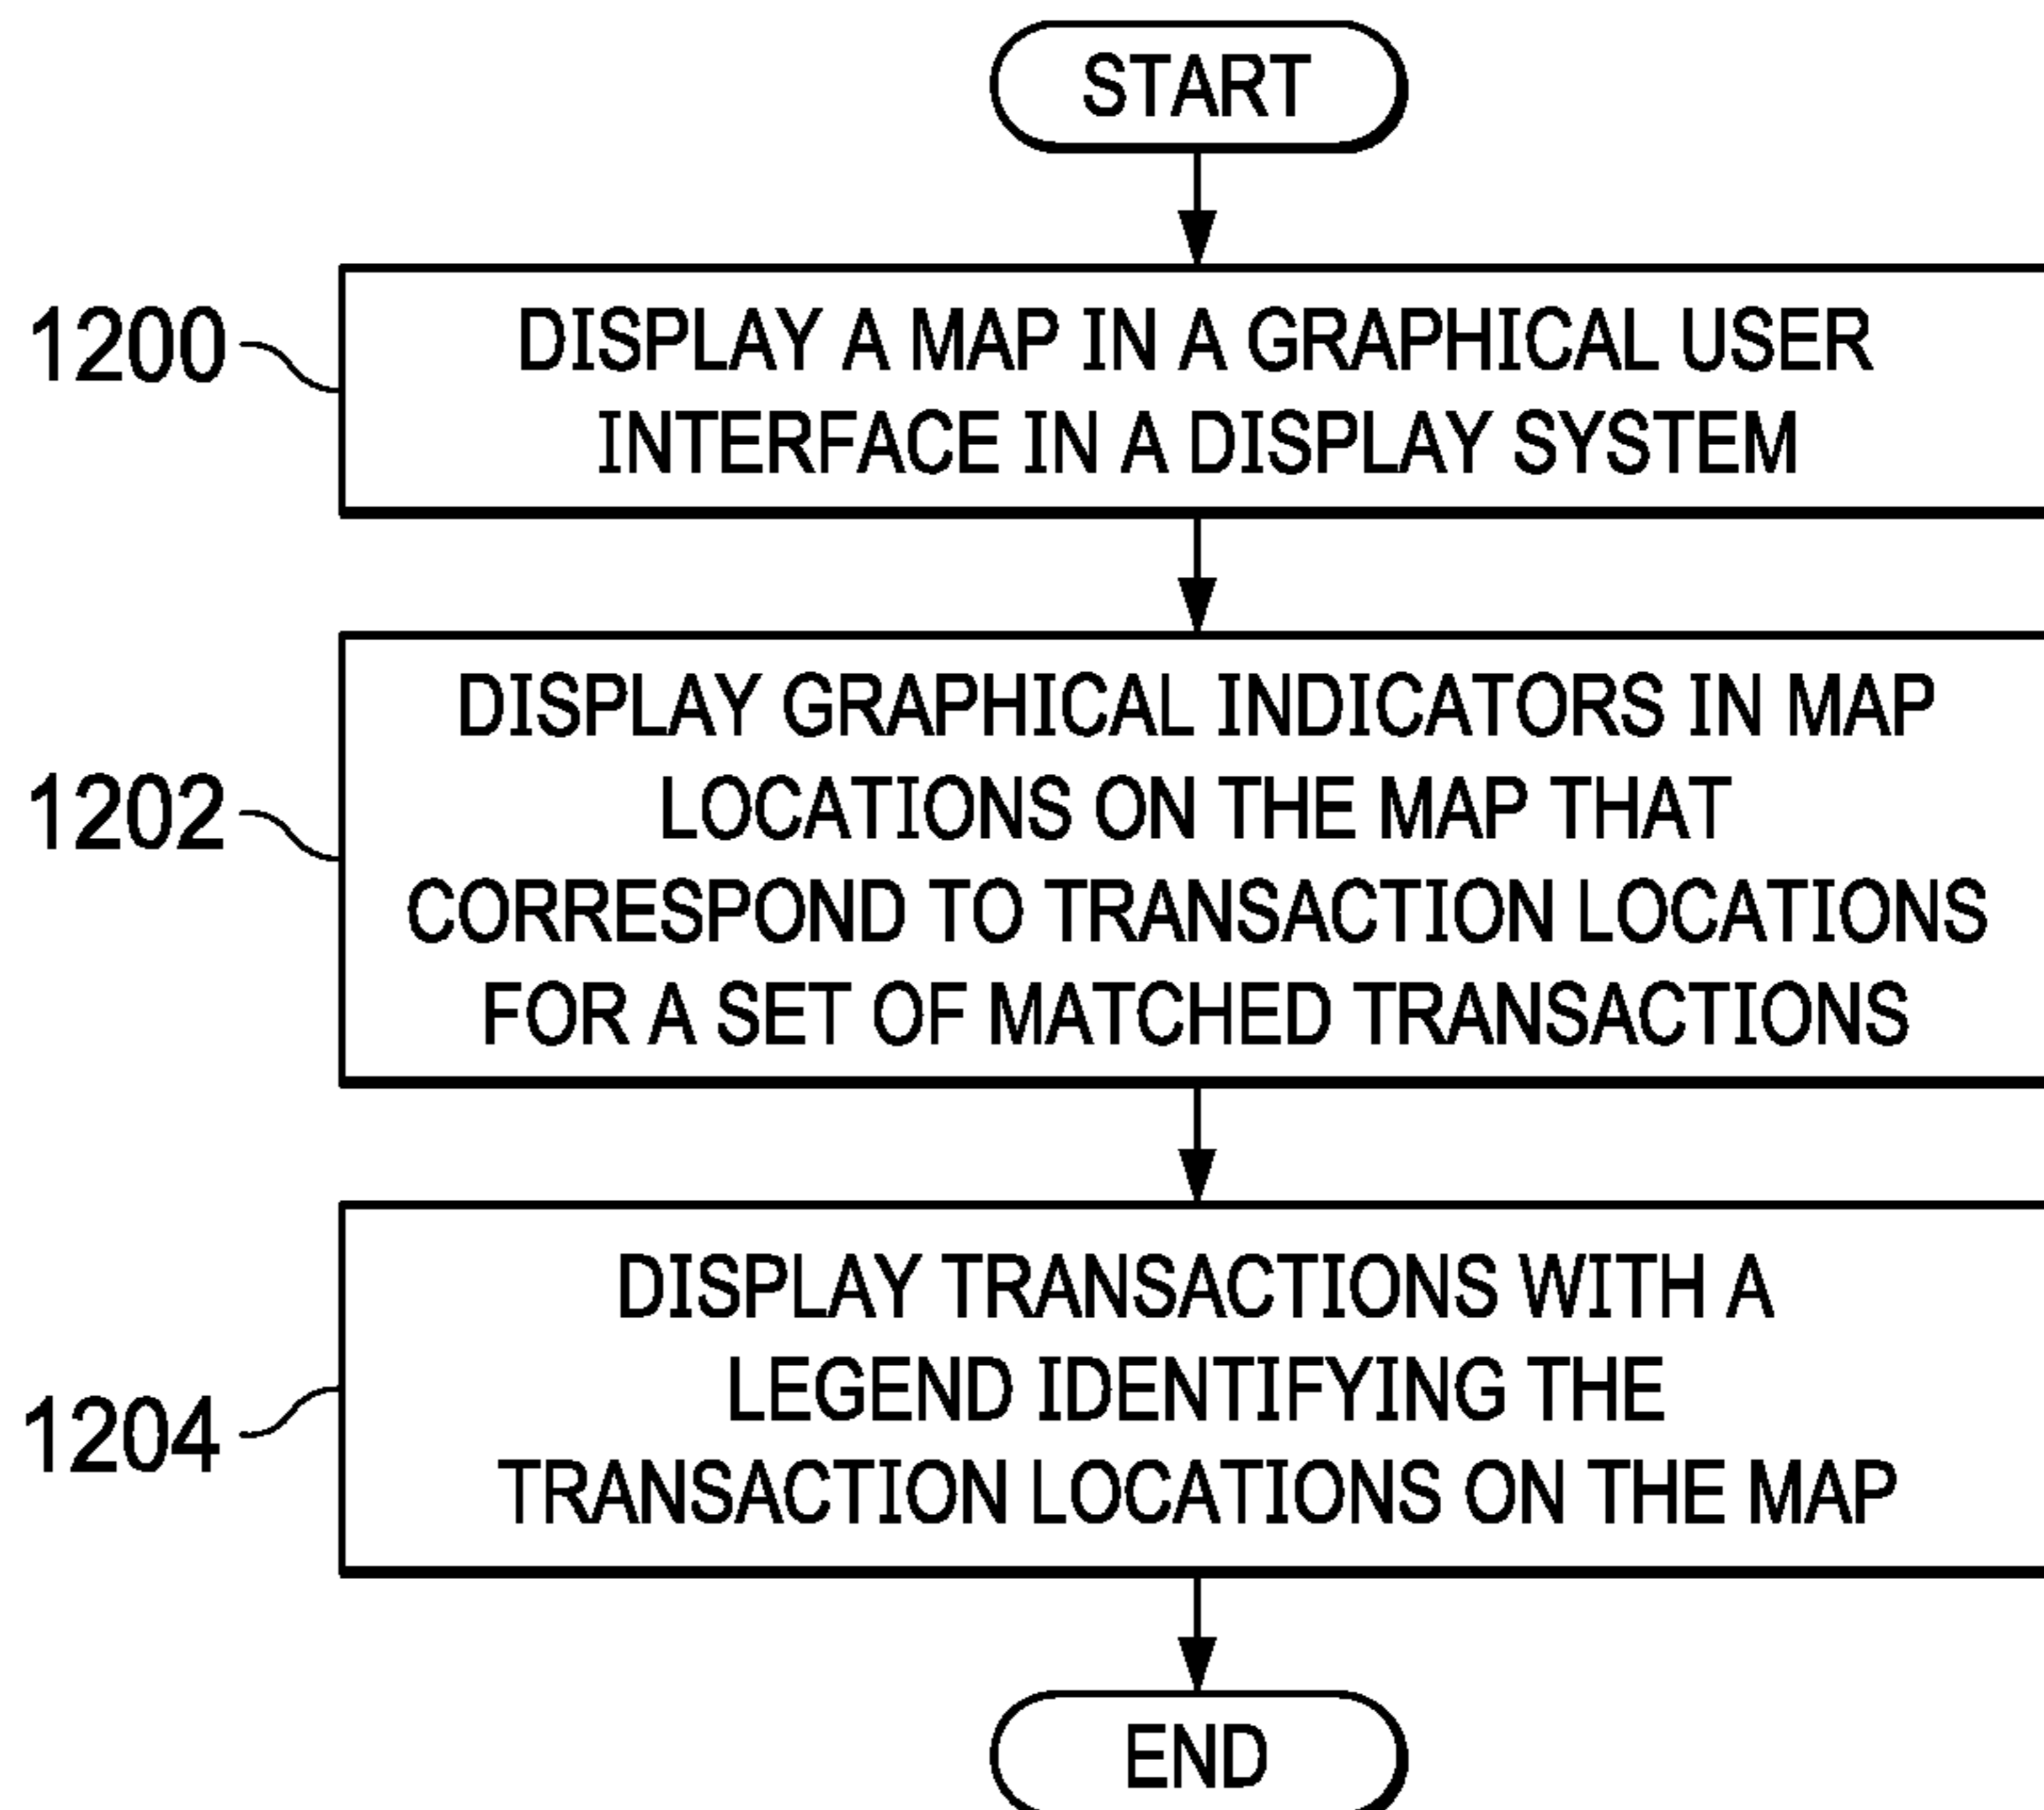 START
1200
DISPLAY A MAP IN A GRAPHICAL USER
INTERFACE IN A DISPLAY SYSTEM
1202
DISPLAY GRAPHICAL INDICATORS IN MAP
LOCATIONS ON THE MAP THAT
CORRESPOND TO TRANSACTION LOCATIONS
FOR A SET OF MATCHED TRANSACTIONS
1204
DISPLAY TRANSACTIONS WITH A
LEGEND IDENTIFYING THE
TRANSACTION LOCATIONS ON THE MAP
END